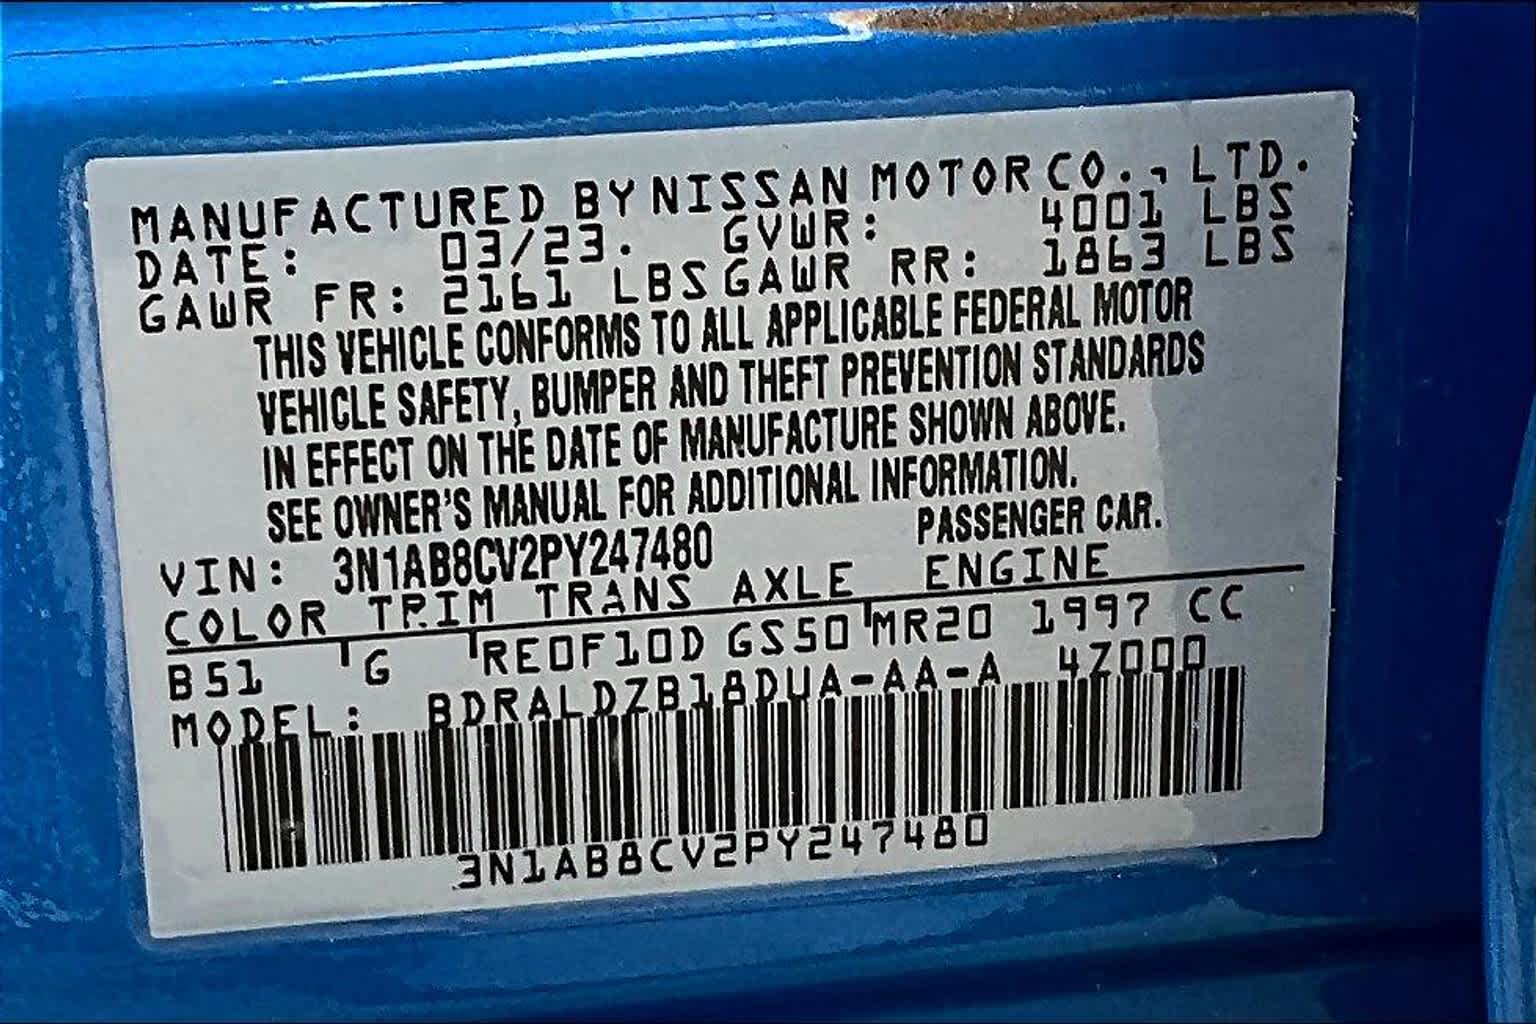 MANUFACTURED BY NISSAN MOTOR CO., LTD.
DATE: 03/23. GVWR: 4001 LBS
GAWR FR: 2161 LBS GAWR RR: 1863 LBS
THIS VEHICLE CONFORMS TO ALL APPLICABLE FEDERAL MOTOR
VEHICLE SAFETY, BUMPER AND THEFT PREVENTION STANDARDS
IN EFFECT ON THE DATE OF MANUFACTURE SHOWN ABOVE.
SEE OWNER'S MANUAL FOR ADDITIONAL INFORMATION.
VIN: 3N1AB8CV2PY247480 PASSENGER CAR.
COLOR TRIM TRANS AXLE ENGINE
B51 G RE0F10D GS50 MR20 1997 CC
MODEL: BDRALDZB18DUA-AA-A 4Z000
3N1AB8CV2PY247480